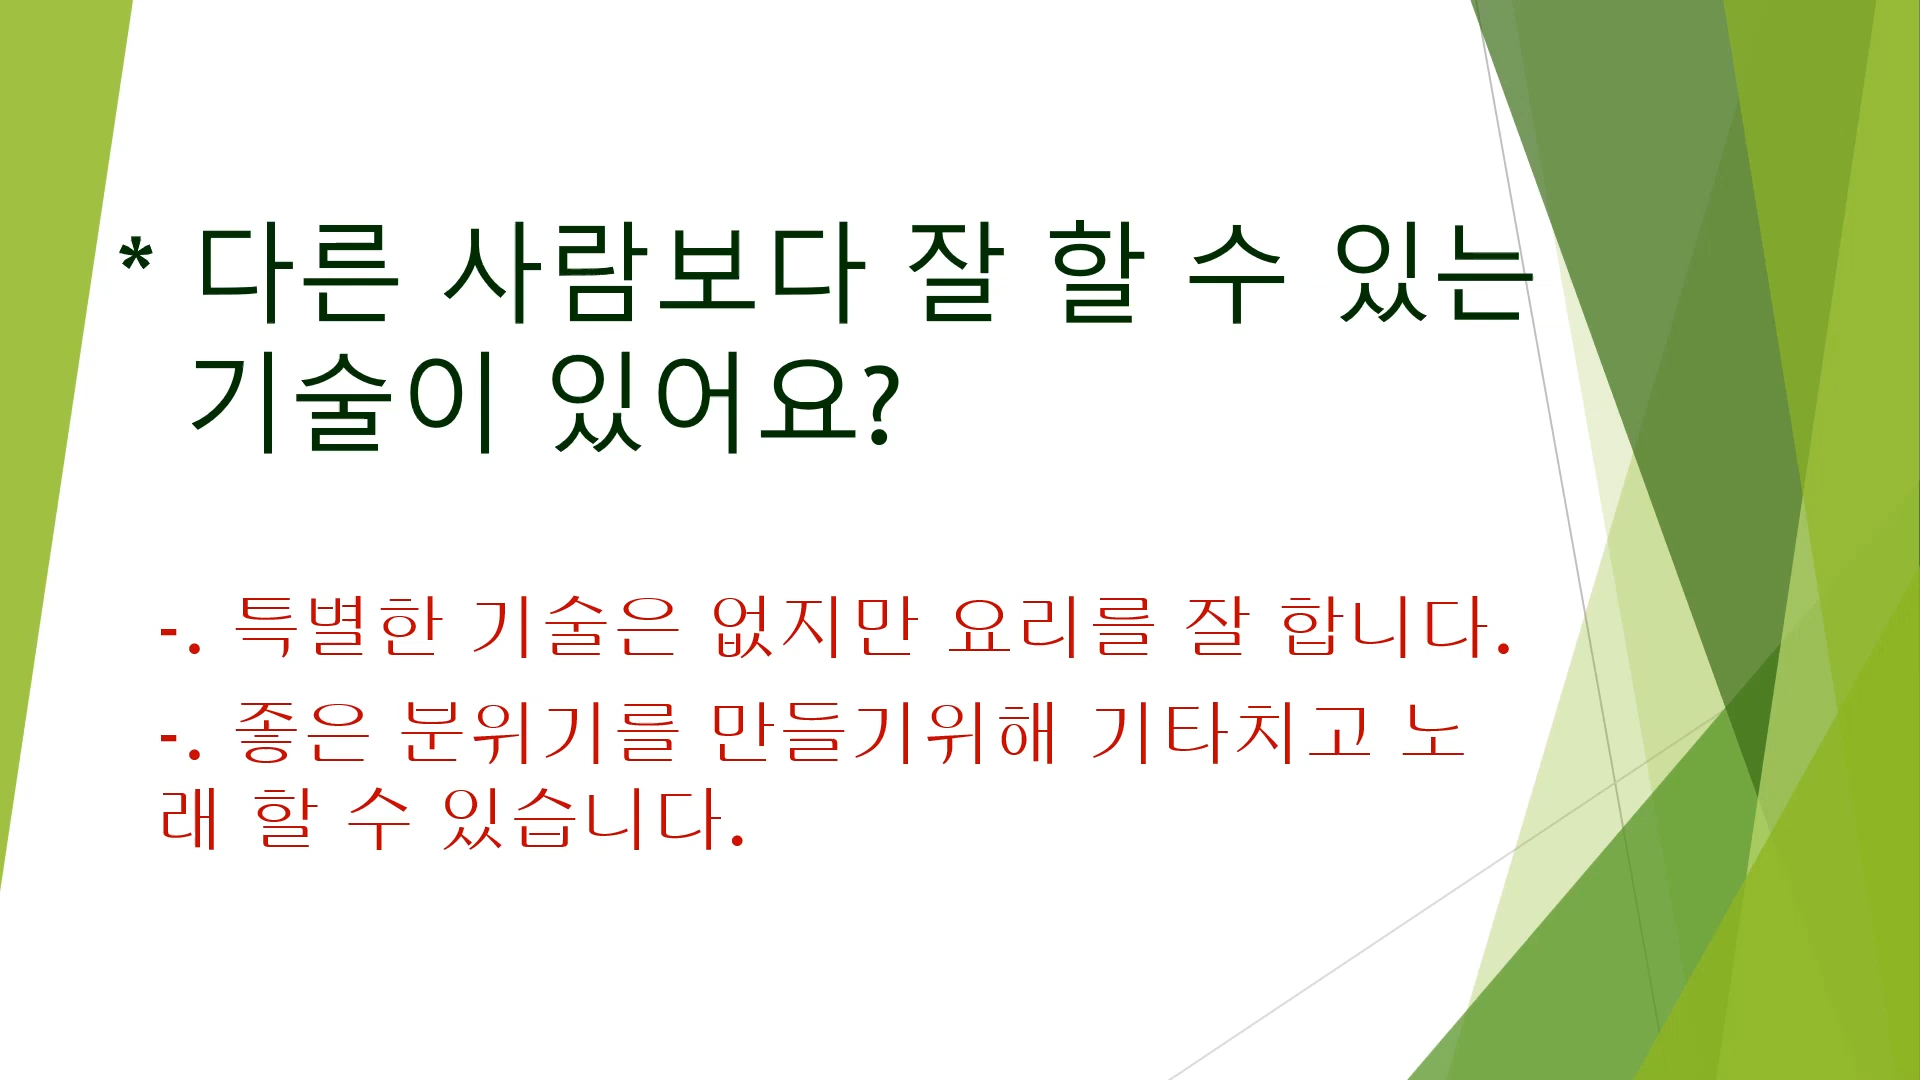 * 다른 사람보다 잘 할 수 있는
기술이 있어요?
-. 특별한 기술은 없지만 요리를 잘 합니다.
-. 좋은 분위기를 만들기위해 기타치고 노
래 할 수 있습니다.